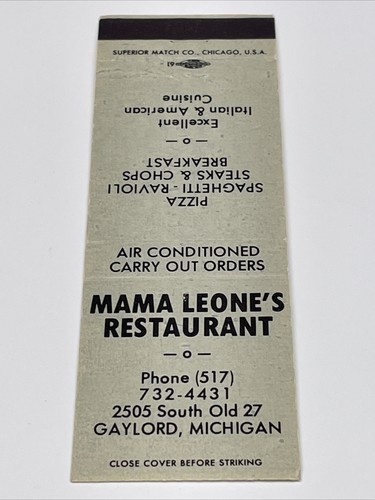 SUPERIOR MATCH CO., CHICAGO, U.S.A.
19
Excellent
Italian & American
Cuisine
— o —
PIZZA
SPAGHETTI - RAVIOLI
STEAKS & CHOPS
BREAKFAST
AIR CONDITIONED
CARRY OUT ORDERS
MAMA LEONE'S
RESTAURANT
— o —
Phone (517)
732-4431
2505 South Old 27
GAYLORD, MICHIGAN
CLOSE COVER BEFORE STRIKING